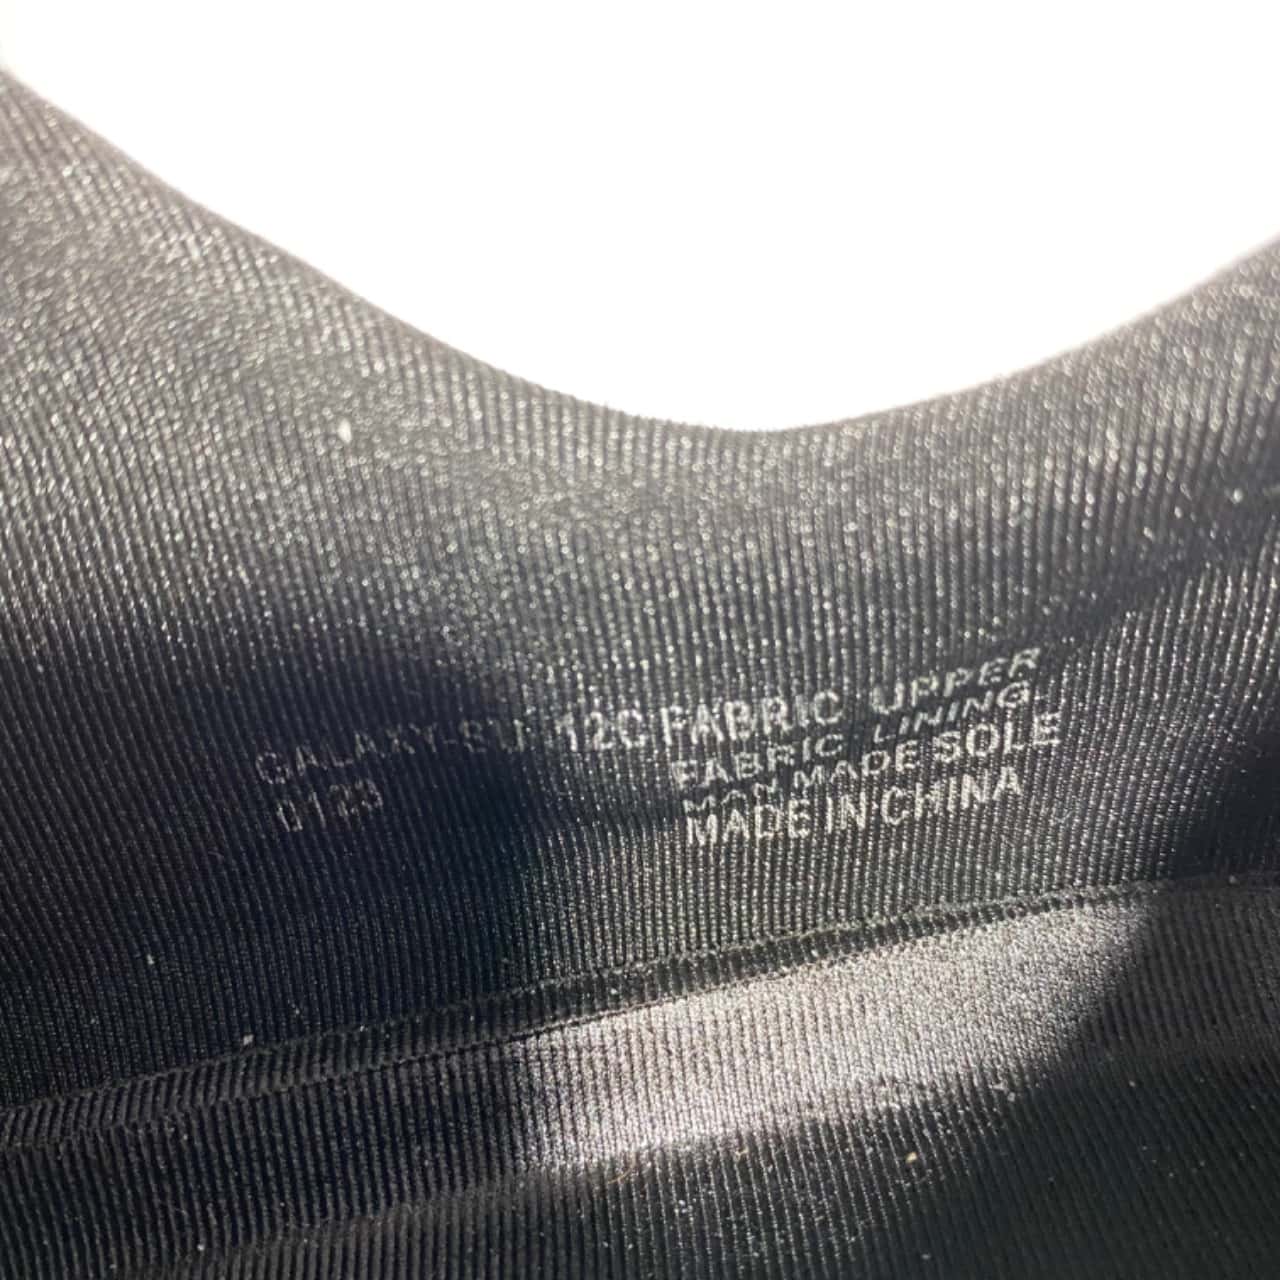 GALAXY-SU 12C FABRIC UPPER
FABRIC LINING
MAN MADE SOLE
0123 MADE IN CHINA